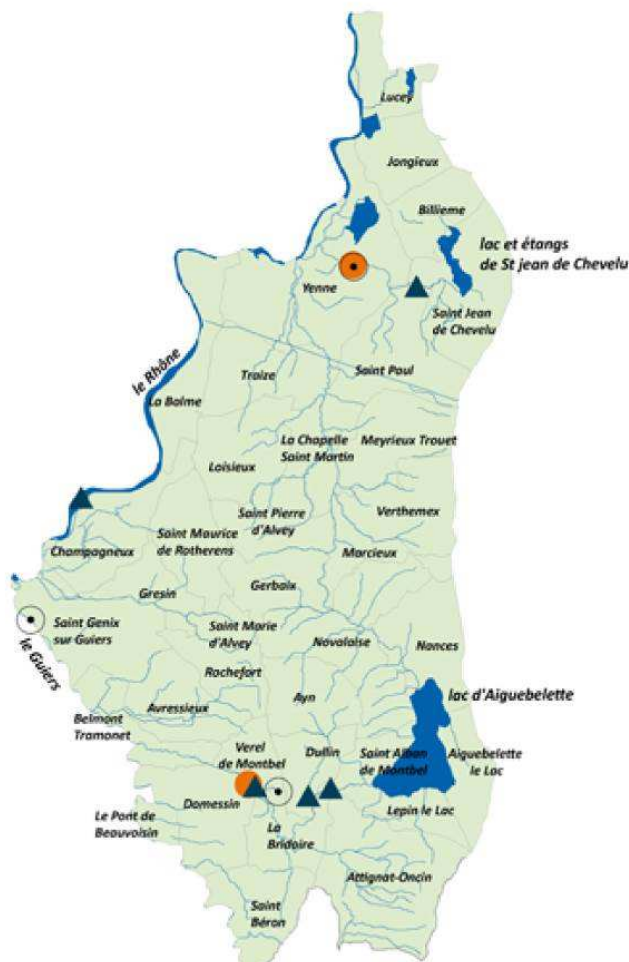 Lucey
Jongieux
Billieme
lac et étangs
de St jean de Chevelu
Yenne
Saint Jean
de Chevelu
le Rhône
Traize
Saint Paul
La Balme
La Chapelle
Saint Martin
Meyrieux Trouet
Loisieux
Verthemex
Saint Pierre
d'Alvey
Saint Maurice
de Rotherens
Champagneux
Marcieux
Gerbaix
Gresin
Saint Genix
sur Guiers
Saint Marie
d'Alvey
Novalaise
Nances
le Guiers
Rochefort
Ayn
lac d'Aiguebelette
Avressieux
Belmont
Tramonet
Verel
de Montbel
Dullin
Saint Alban
de Montbel
Aiguebelette
le Lac
Domessin
Le Pont de
Beauvoisin
Lepin le Lac
La
Bridoire
Attignat-Oncin
Saint
Béron